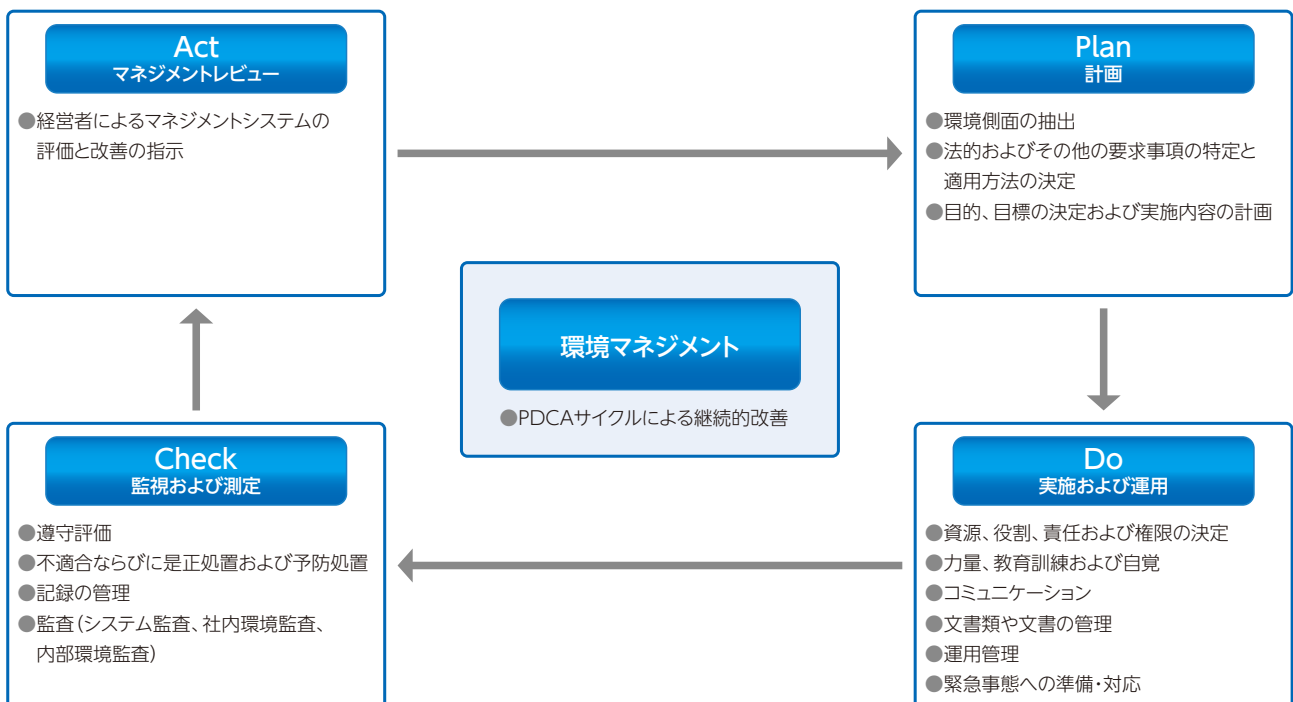 Act
マネジメントレビュー
●経営者によるマネジメントシステムの
評価と改善の指示
Plan
計画
●環境側面の抽出
●法的およびその他の要求事項の特定と
適用方法の決定
●目的、目標の決定および実施内容の計画
環境マネジメント
●PDCAサイクルによる継続的改善
Check
監視および測定
●遵守評価
●不適合ならびに是正処置および予防処置
●記録の管理
●監査(システム監査、社内環境監査、
内部環境監査)
Do
実施および運用
●資源、役割、責任および権限の決定
●力量、教育訓練および自覚
●コミュニケーション
●文書類や文書の管理
●運用管理
●緊急事態への準備・対応